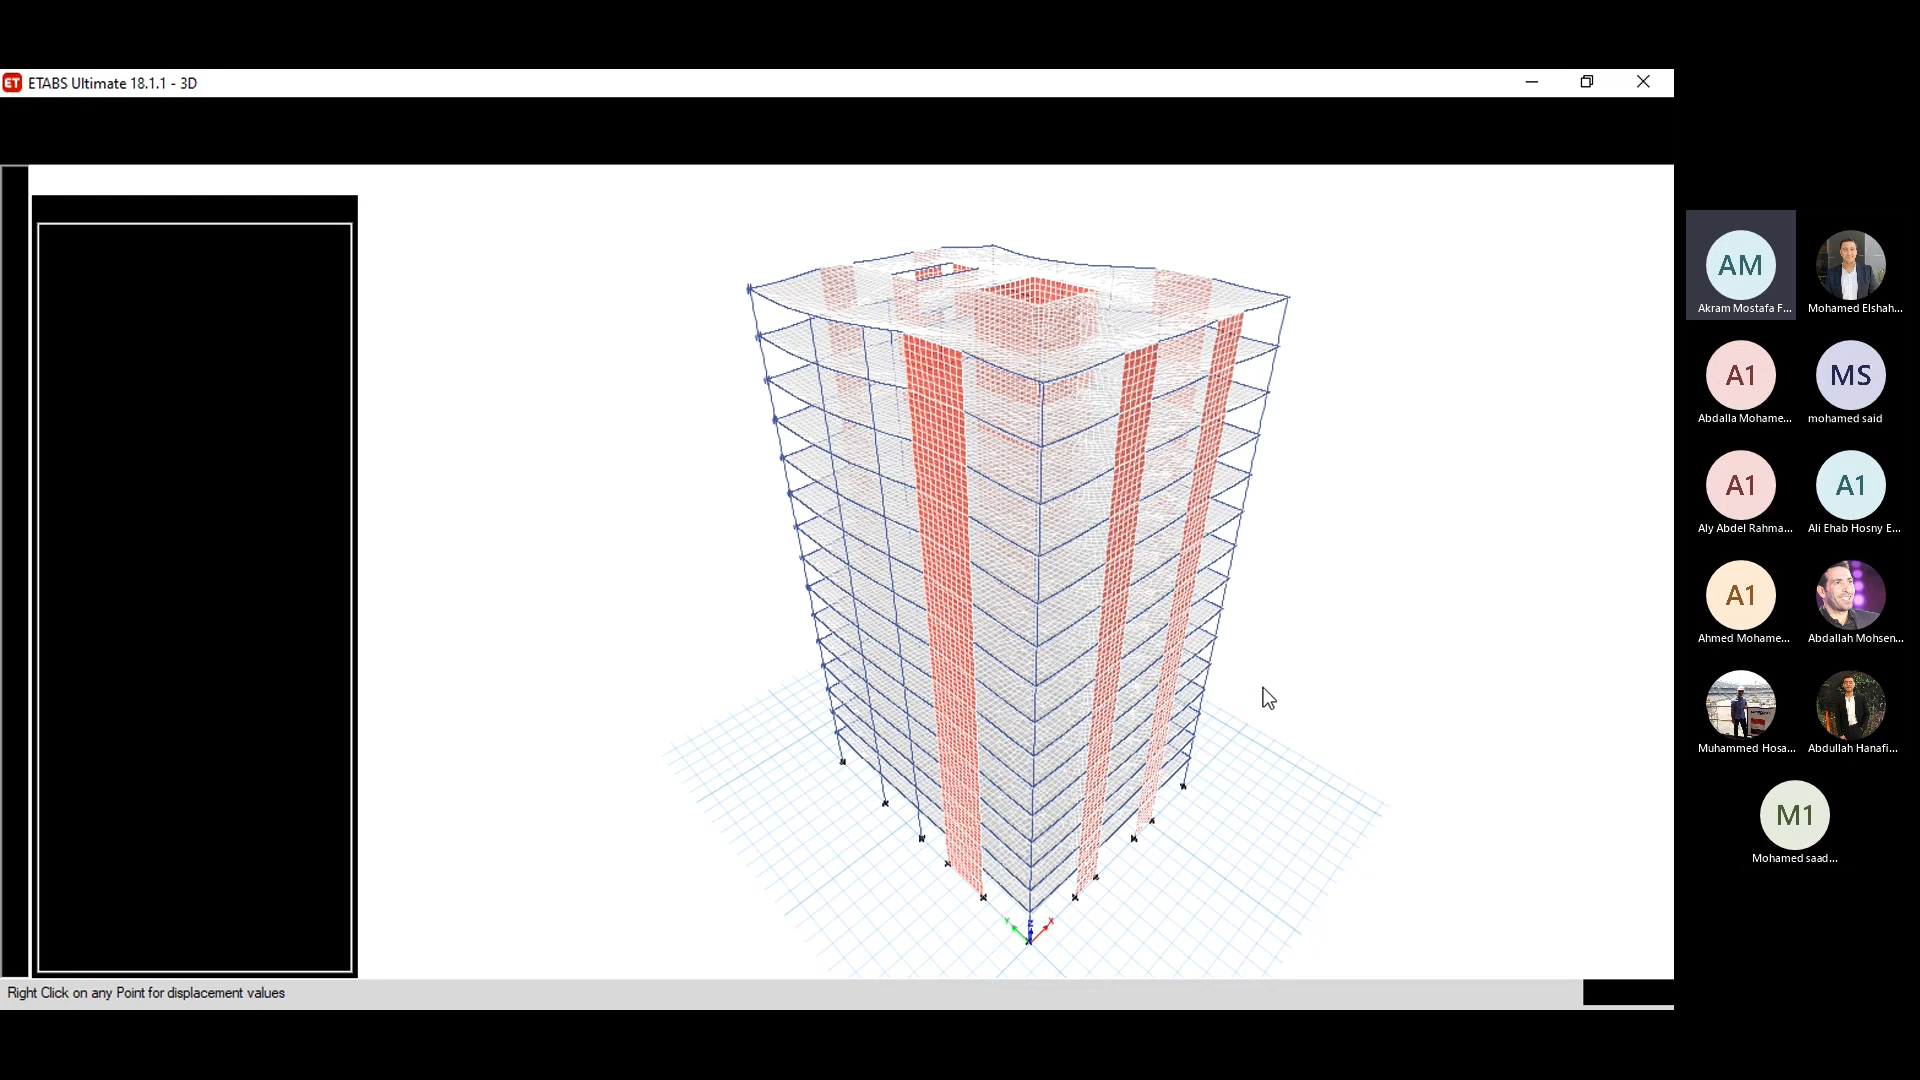 ET ETABS Ultimate 18.1.1 - 3D
AM
Akram Mostafa F...
Mohamed Elshah...
A1
Abdalla Mohame...
MS
mohamed said
A1
Aly Abdel Rahma...
A1
Ali Ehab Hosny E...
A1
Ahmed Mohame...
Abdallah Mohsen...
Muhammed Hosa...
Abdullah Hanafi...
M1
Mohamed saad...
Y
Z
X
Right Click on any Point for displacement values